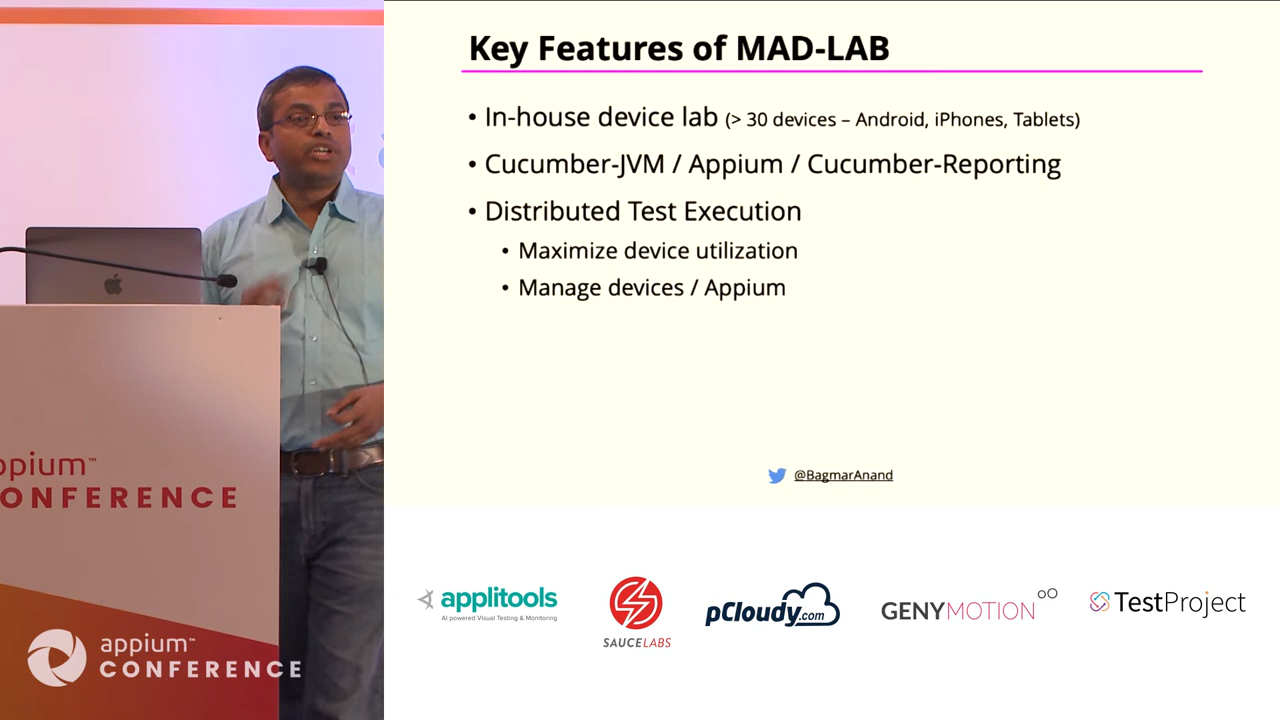 Key Features of MAD-LAB
• In-house device lab (> 30 devices – Android, iPhones, Tablets)
• Cucumber-JVM / Appium / Cucumber-Reporting
• Distributed Test Execution
• Maximize device utilization
• Manage devices / Appium
@BagmarAnand
ppium™
ONFERENCE
appium™
CONFERENCE
applitools
AI powered Visual Testing & Monitoring
SAUCELABS
pCloudy.com
GENYMOTION
TestProject